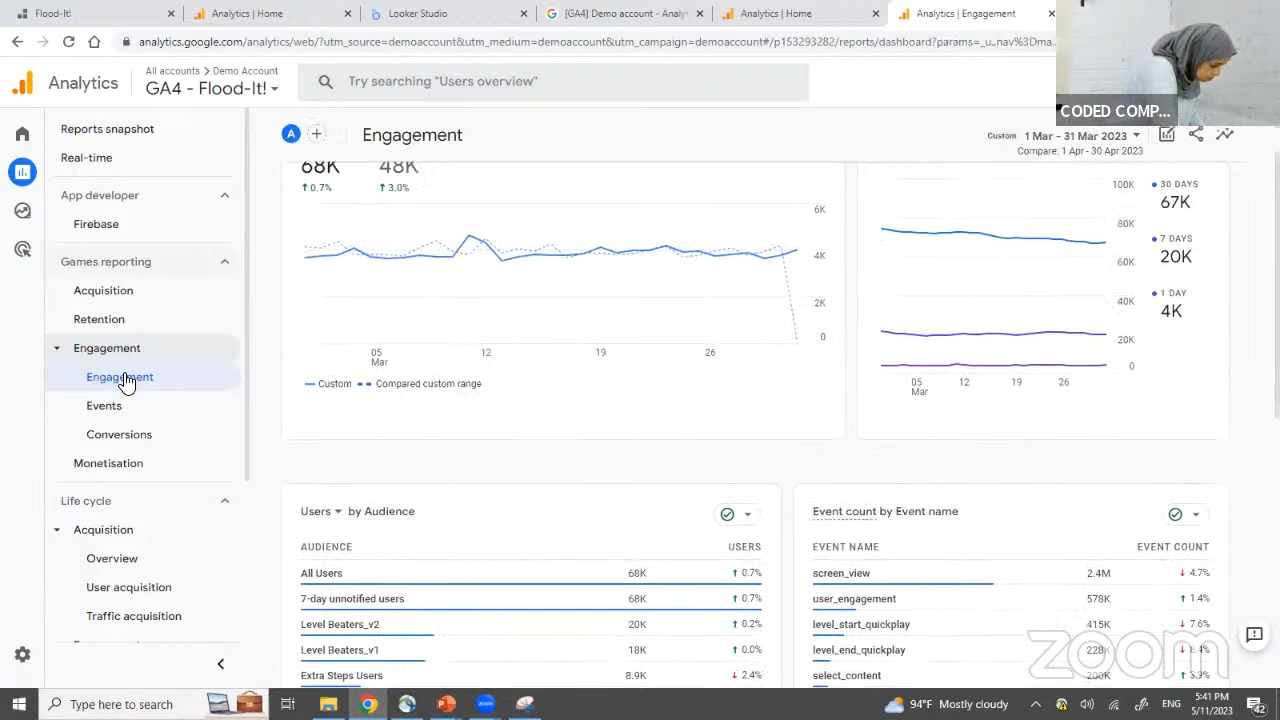 Flood-It!
Analytics | Home
Looker Studio
[GA4] Demo account - Analy
Analytics | Home
Analytics | Engagement
analytics.google.com/analytics/web/?utm_source=demoaccount&utm_medium=demoaccount&utm_campaign=demoaccount#/p153293282/reports/dashboard?params=_u..nav%3Dma...
CODED COMP...
Analytics
All accounts > Demo Account
GA4 - Flood-It!
Try searching "Users overview"
Reports snapshot
Real-time
App developer
Firebase
Games reporting
Acquisition
Retention
Engagement
Engagement
Events
Conversions
Monetisation
Life cycle
Acquisition
Overview
User acquisition
Traffic acquisition
A
Engagement
Custom 1 Mar - 31 Mar 2023
Compare: 1 Apr - 30 Apr 2023
68K 48K
0.7% 3.0%
6K
4K
2K
0
05 Mar 12 19 26
Custom Compared custom range
100K
80K
60K
40K
20K
0
05 Mar 12 19 26
30 DAYS
67K
7 DAYS
20K
1 DAY
4K
Users by Audience
AUDIENCE USERS
All Users 68K 0.7%
7-day unnotified users 68K 0.7%
Level Beaters_v2 20K 0.2%
Level Beaters_v1 18K 0.0%
Extra Steps Users 8.9K 2.4%
Event count by Event name
EVENT NAME EVENT COUNT
screen_view 2.4M 4.7%
user_engagement 578K 1.4%
level_start_quickplay 415K 7.6%
level_end_quickplay 228K
select_content
zoom
Type here to search
94°F Mostly cloudy
ENG
5:41 PM
5/11/2023
42